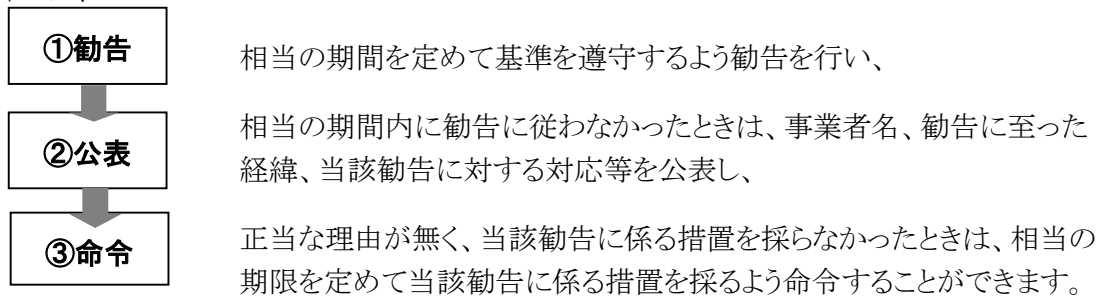 ①勧告
相当の期間を定めて基準を遵守するよう勧告を行い、
②公表
相当の期間内に勧告に従わなかったときは、事業者名、勧告に至った
経緯、当該勧告に対する対応等を公表し、
③命令
正当な理由が無く、当該勧告に係る措置を採らなかったときは、相当の
期限を定めて当該勧告に係る措置を採るよう命令することができます。